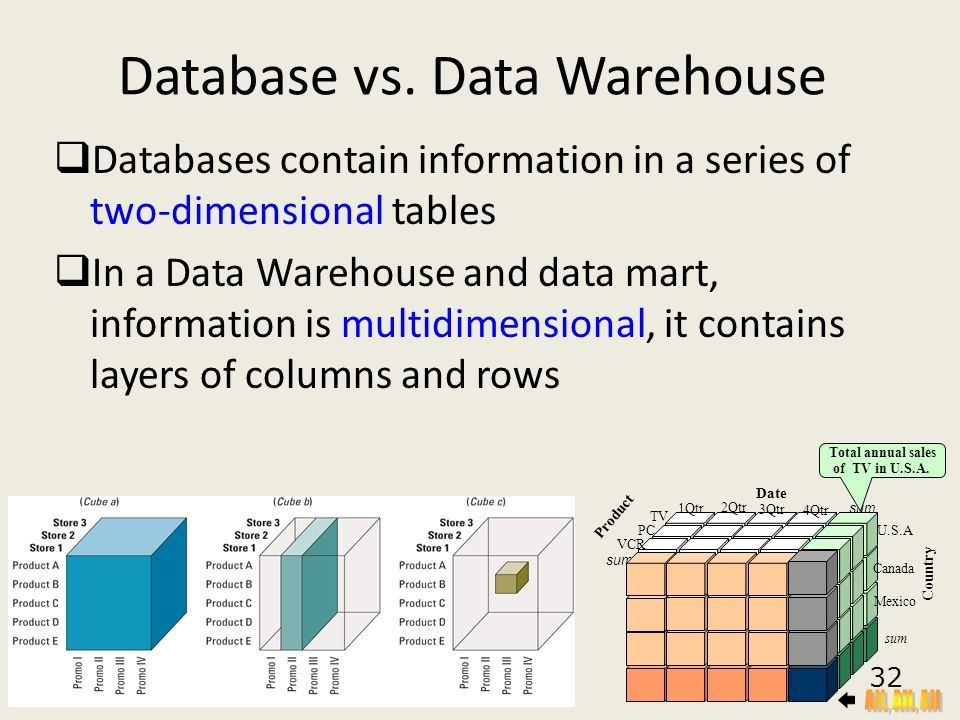 Database vs. Data Warehouse
Databases contain information in a series of
two-dimensional tables
In a Data Warehouse and data mart,
information is multidimensional, it contains
layers of columns and rows
(Cube a)
Store 3
Store 2
Store 1
Product A
Product B
Product C
Product D
Product E
Promo I
Promo II
Promo III
Promo IV
(Cube b)
Store 3
Store 2
Store 1
Product A
Product B
Product C
Product D
Product E
Promo I
Promo II
Promo III
Promo IV
(Cube c)
Store 3
Store 2
Store 1
Product A
Product B
Product C
Product D
Product E
Promo I
Promo II
Promo III
Promo IV
Total annual sales
of TV in U.S.A.
Date
Product
1Qtr
2Qtr
3Qtr
4Qtr
sum
TV
PC
VCR
sum
U.S.A
Canada
Mexico
sum
Country
32
All, All, All